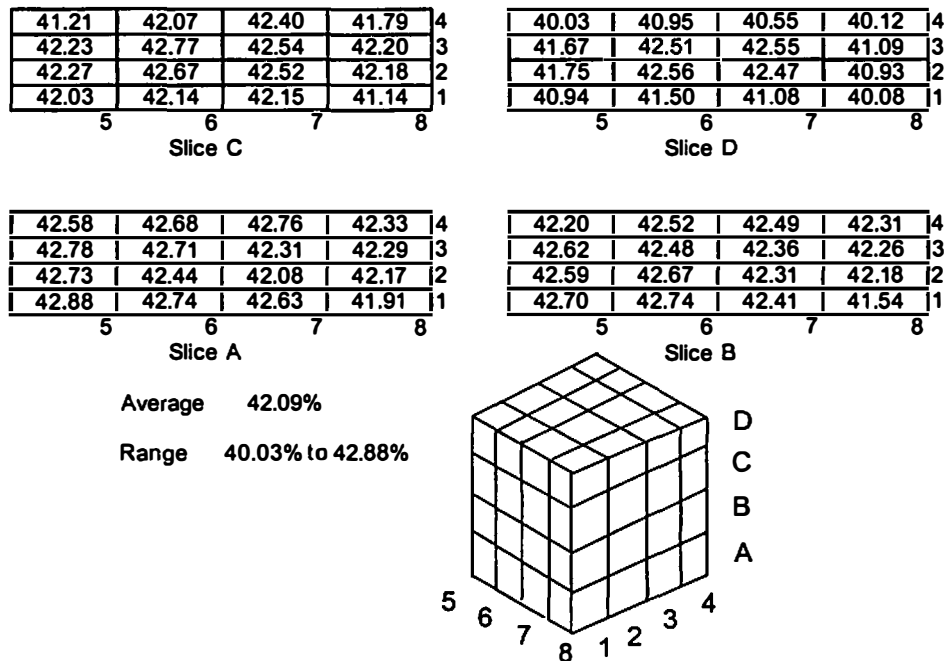 41.21 42.07 42.40 41.79 4
42.23 42.77 42.54 42.20 3
42.27 42.67 42.52 42.18 2
42.03 42.14 42.15 41.14 1
5 6 7 8
Slice C
40.03 40.95 40.55 40.12 4
41.67 42.51 42.55 41.09 3
41.75 42.56 42.47 40.93 2
40.94 41.50 41.08 40.08 1
5 6 7 8
Slice D
42.58 42.68 42.76 42.33 4
42.78 42.71 42.31 42.29 3
42.73 42.44 42.08 42.17 2
42.88 42.74 42.63 41.91 1
5 6 7 8
Slice A
42.20 42.52 42.49 42.31 4
42.62 42.48 42.36 42.26 3
42.59 42.67 42.31 42.18 2
42.70 42.74 42.41 41.54 1
5 6 7 8
Slice B
Average 42.09%
Range 40.03% to 42.88%
D
C
B
A
5 6 7 8 1 2 3 4